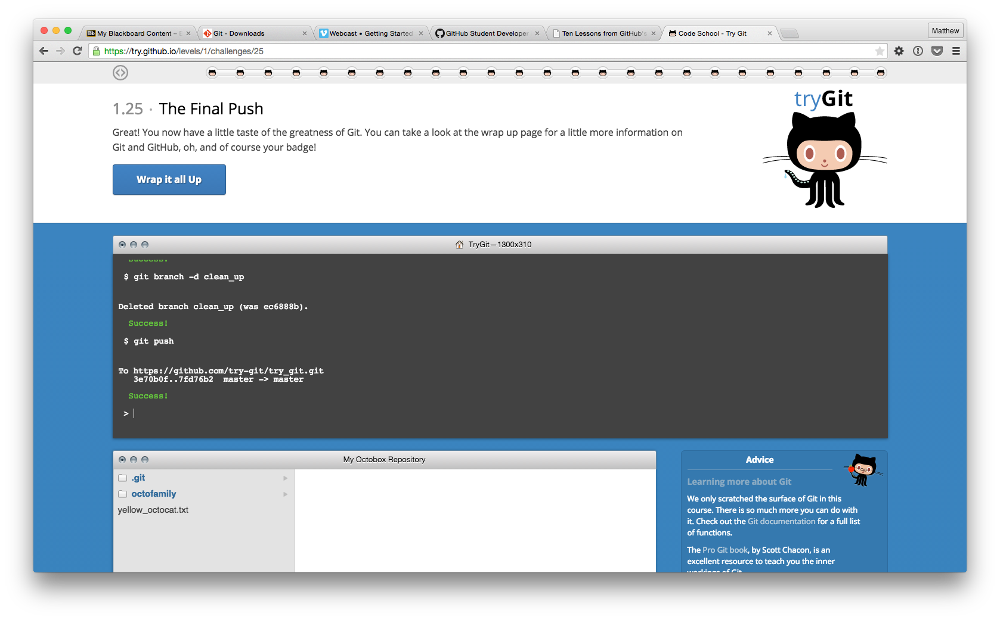 My Blackboard Content –
Git - Downloads
Webcast • Getting Started
GitHub Student Developer
Ten Lessons from GitHub's
Code School - Try Git
Matthew
https://try.github.io/levels/1/challenges/25
tryGit
1.25 · The Final Push
Great! You now have a little taste of the greatness of Git. You can take a look at the wrap up page for a little more information on
Git and GitHub, oh, and of course your badge!
Wrap it all Up
TryGit—1300x310
Success!
$ git branch -d clean_up
Deleted branch clean_up (was ec6888b).
Success!
$ git push
To https://github.com/try-git/try_git.git
3e70b0f..7fd76b2 master -> master
Success!
>
My Octobox Repository
.git
octofamily
yellow_octocat.txt
Advice
Learning more about Git
We only scratched the surface of Git in this
course. There is so much more you can do with
it. Check out the Git documentation for a full list
of functions.
The Pro Git book, by Scott Chacon, is an
excellent resource to teach you the inner
workings of Git